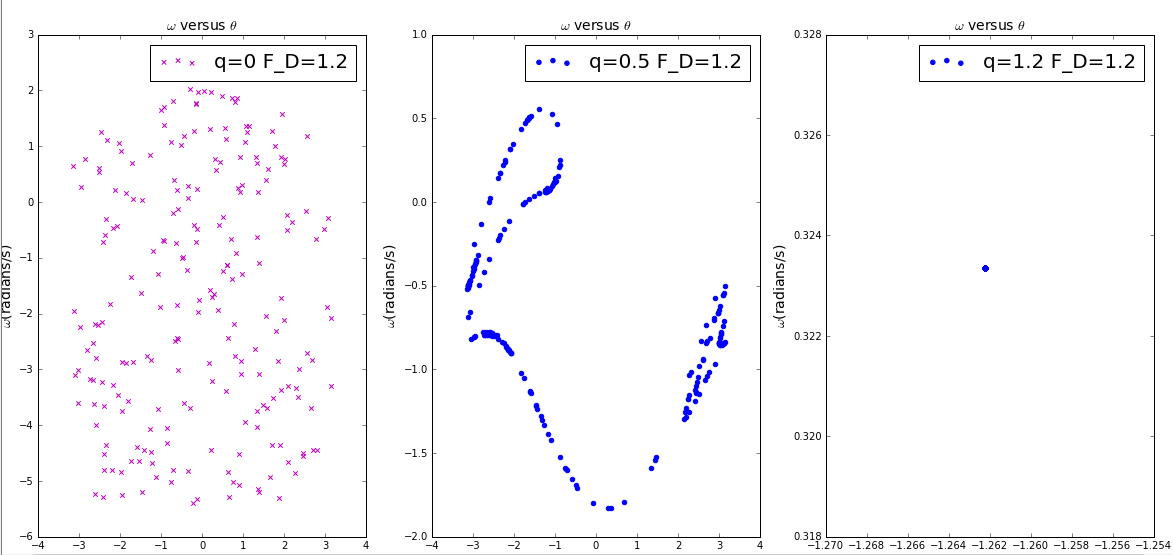 ω versus θ
q=0 F_D=1.2
3
2
1
0
−1
−2
−3
−4
−5
−6
−4 −3 −2 −1 0 1 2 3 4
ω(radians/s)
ω versus θ
q=0.5 F_D=1.2
1.0
0.5
0.0
−0.5
−1.0
−1.5
−2.0
−4 −3 −2 −1 0 1 2 3 4
ω(radians/s)
ω versus θ
q=1.2 F_D=1.2
0.328
0.326
0.324
0.322
0.320
0.318
−1.270 −1.268 −1.266 −1.264 −1.262 −1.260 −1.258 −1.256 −1.254
ω(radians/s)